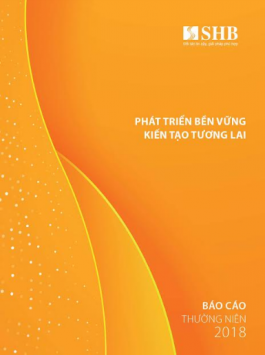 SHB
PHÁT TRIỂN BỀN VỮNG
KIẾN TẠO TƯƠNG LAI
BÁO CÁO
THƯỜNG NIÊN
2018